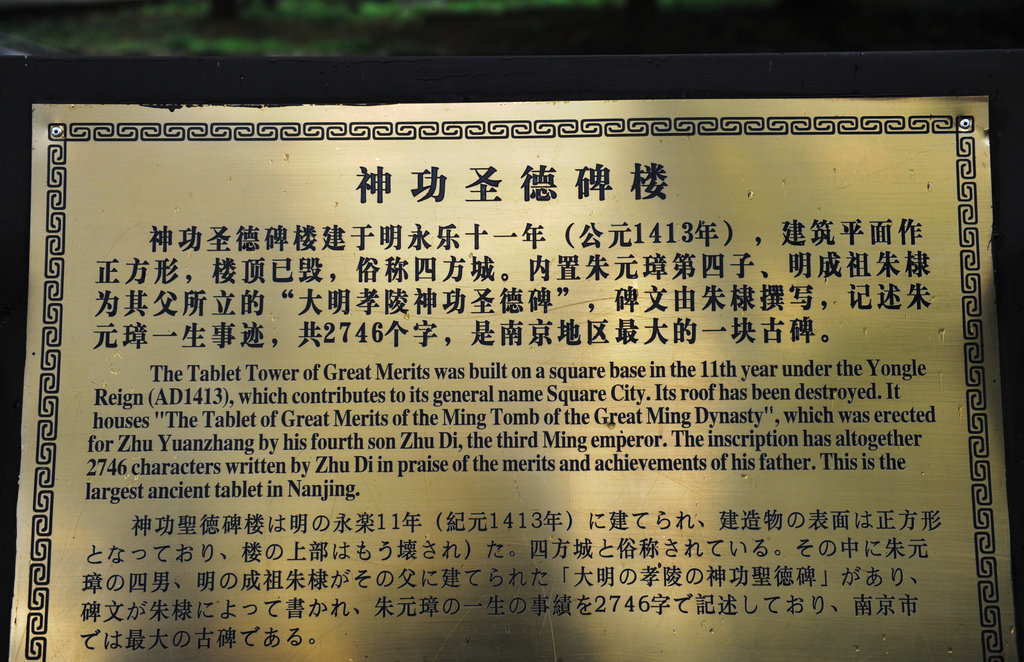 神功圣德碑楼
神功圣德碑楼建于明永乐十一年（公元1413年），建筑平面作
正方形，楼顶已毁，俗称四方城。内置朱元璋第四子、明成祖朱棣
为其父所立的“大明孝陵神功圣德碑”，碑文由朱棣撰写，记述朱
元璋一生事迹，共2746个字，是南京地区最大的一块古碑。
The Tablet Tower of Great Merits was built on a square base in the 11th year under the Yongle
Reign (AD1413), which contributes to its general name Square City. Its roof has been destroyed. It
houses "The Tablet of Great Merits of the Ming Tomb of the Great Ming Dynasty", which was erected
for Zhu Yuanzhang by his fourth son Zhu Di, the third Ming emperor. The inscription has altogether
2746 characters written by Zhu Di in praise of the merits and achievements of his father. This is the
largest ancient tablet in Nanjing.
神功聖徳碑楼は明の永楽11年（紀元1413年）に建てられ、建造物の表面は正方形
となっており、楼の上部はもう壊され）た。四方城と俗称されている。その中に朱元
璋の四男、明の成祖朱棣がその父に建てられた「大明の孝陵の神功聖徳碑」があり、
碑文が朱棣によって書かれ、朱元璋の一生の事績を2746字で記述しており、南京市
では最大の古碑である。